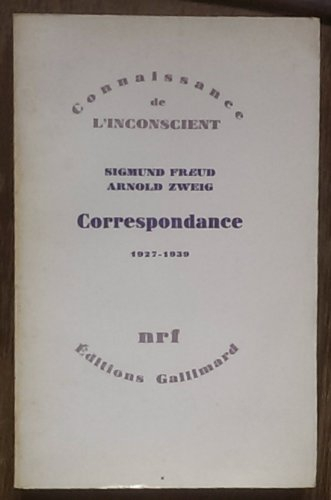 Connaissance
de
L'INCONSCIENT
SIGMUND FREUD
ARNOLD ZWEIG
Correspondance
1927-1939
nrf
Éditions Gallimard